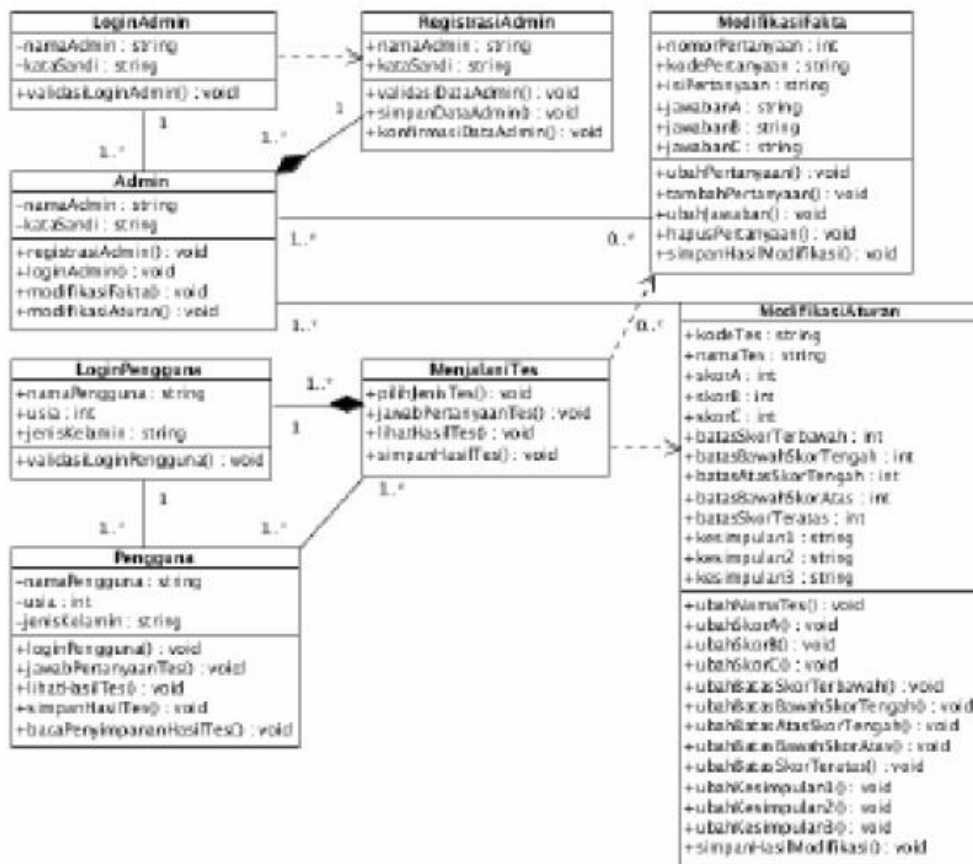 LoginAdmin
-namaAdmin : string
-kataSandi : string
+validasiLoginAdmin() : void
RegistrasiAdmin
+namaAdmin : string
+kataSandi : string
+validasiDataAdmin() : void
+simpanDataAdmin() : void
+konfirmasiDataAdmin() : void
ModifikasiFakta
+nomorPertanyaan : int
+kodePertanyaan : string
+isiPertanyaan : string
+jawabanA : string
+jawabanB : string
+jawabanC : string
+ubahPertanyaan() : void
+tambahPertanyaan() : void
+ubahJawaban() : void
+hapusPertanyaan() : void
+simpanHasilModifikasi() : void
1
1..*
1
1..*
Admin
-namaAdmin : string
-kataSandi : string
+registrasiAdmin() : void
+loginAdmin() : void
+modifikasiFakta() : void
+modifikasiAturan() : void
1..*
0..*
1..*
0..*
LoginPengguna
+namaPengguna : string
+usia : int
+jenisKelamin : string
+validasiLoginPengguna() : void
1..*
1
MenjalaniTes
+pilihJenisTes() : void
+jawabPertanyaanTes() : void
+lihatHasilTes() : void
+simpanHasilTes() : void
ModifikasiAturan
+kodeTes : string
+namaTes : string
+skorA : int
+skorB : int
+skorC : int
+batasSkorTerbawah : int
+batasBawahSkorTengah : int
+batasAtasSkorTengah : int
+batasBawahSkorAtas : int
+batasSkorTeratas : int
+kesimpulan1 : string
+kesimpulan2 : string
+kesimpulan3 : string
+ubahNamaTes() : void
+ubahSkorA() : void
+ubahSkorB() : void
+ubahSkorC() : void
+ubahBatasSkorTerbawah() : void
+ubahBatasBawahSkorTengah() : void
+ubahBatasAtasSkorTengah() : void
+ubahBatasBawahSkorAtas() : void
+ubahBatasSkorTeratas() : void
+ubahKesimpulan1() : void
+ubahKesimpulan2() : void
+ubahKesimpulan3() : void
+simpanHasilModifikasi() : void
1
1..*
1..*
1..*
Pengguna
-namaPengguna : string
-usia : int
-jenisKelamin : string
+loginPengguna() : void
+jawabPertanyaanTes() : void
+lihatHasilTes() : void
+simpanHasilTes() : void
+bacaPenyimpananHasilTes() : void